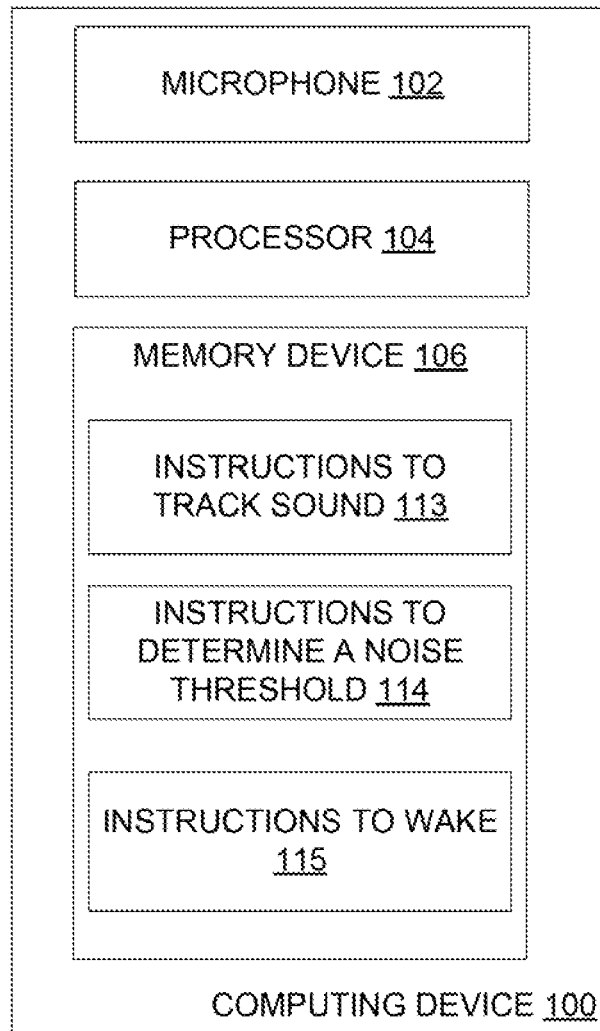 MICROPHONE 102
PROCESSOR 104
MEMORY DEVICE 106
INSTRUCTIONS TO
TRACK SOUND 113
INSTRUCTIONS TO
DETERMINE A NOISE
THRESHOLD 114
INSTRUCTIONS TO WAKE
115
COMPUTING DEVICE 100